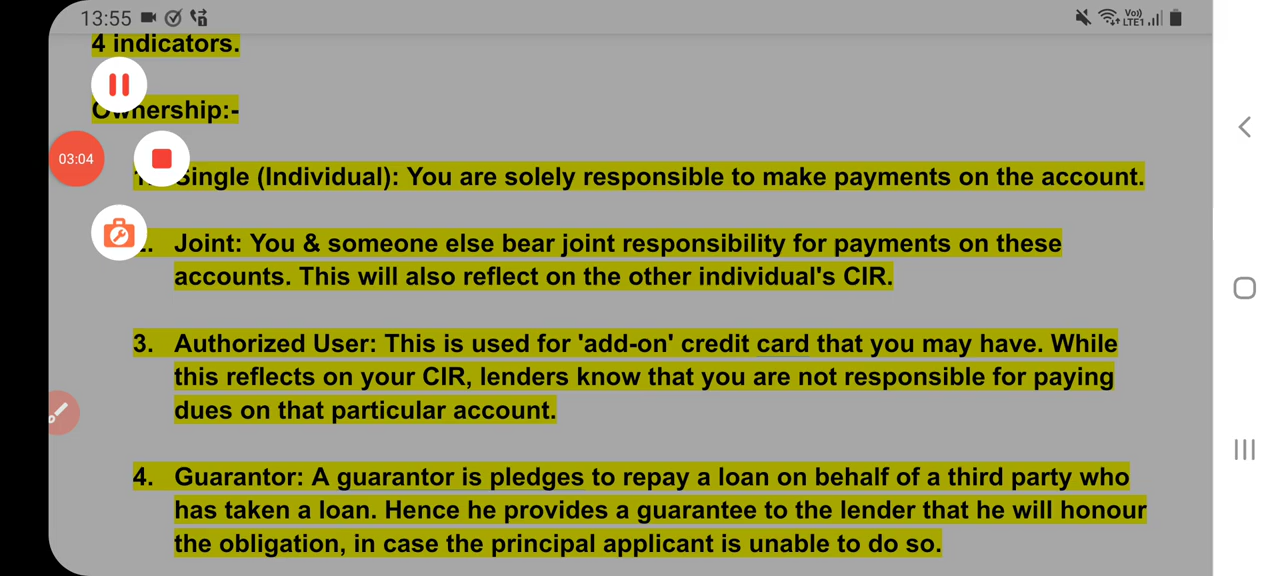 13:55
Vo))
LTE1
4 indicators.
Ownership:-
03:04
1. Single (Individual): You are solely responsible to make payments on the account.
2. Joint: You & someone else bear joint responsibility for payments on these
accounts. This will also reflect on the other individual's CIR.
3. Authorized User: This is used for 'add-on' credit card that you may have. While
this reflects on your CIR, lenders know that you are not responsible for paying
dues on that particular account.
4. Guarantor: A guarantor is pledges to repay a loan on behalf of a third party who
has taken a loan. Hence he provides a guarantee to the lender that he will honour
the obligation, in case the principal applicant is unable to do so.